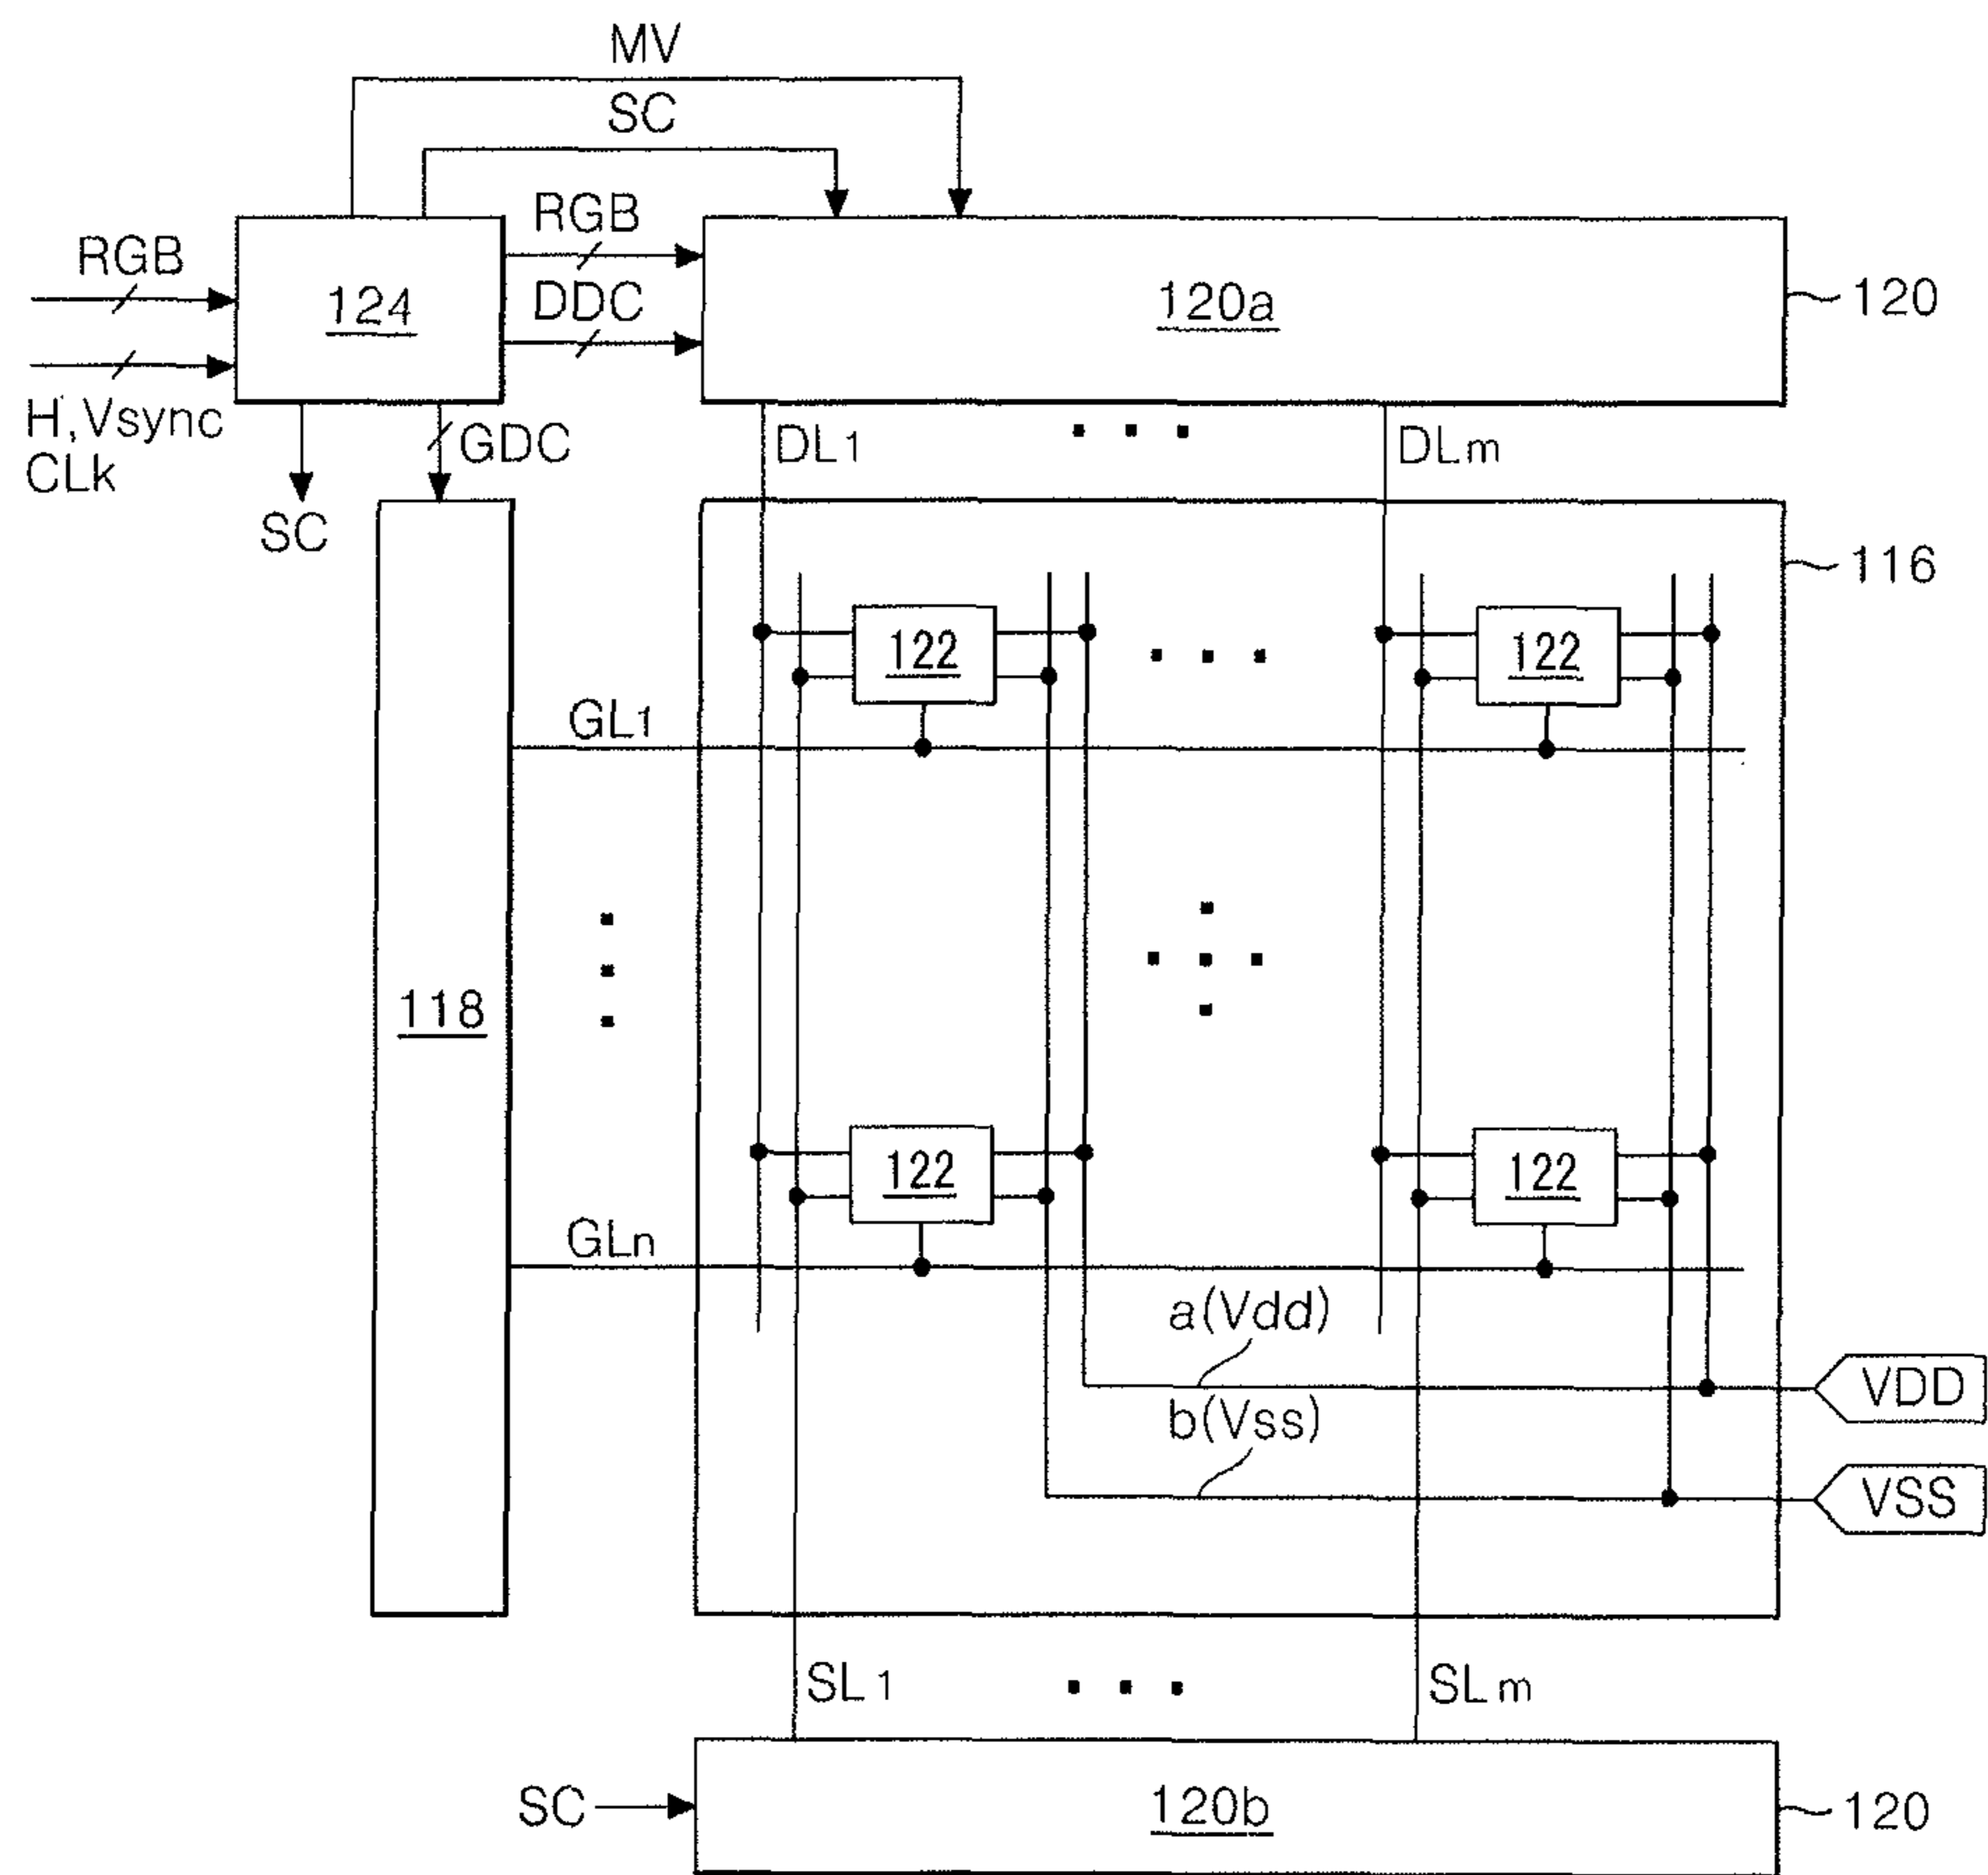 MV
SC
RGB
RGB
124
DDC
120a
120
H,Vsync
CLk
GDC
SC
DL1
DLm
116
122
122
GL1
118
122
122
GLn
a(Vdd)
VDD
b(Vss)
VSS
SL1
SLm
SC
120b
120